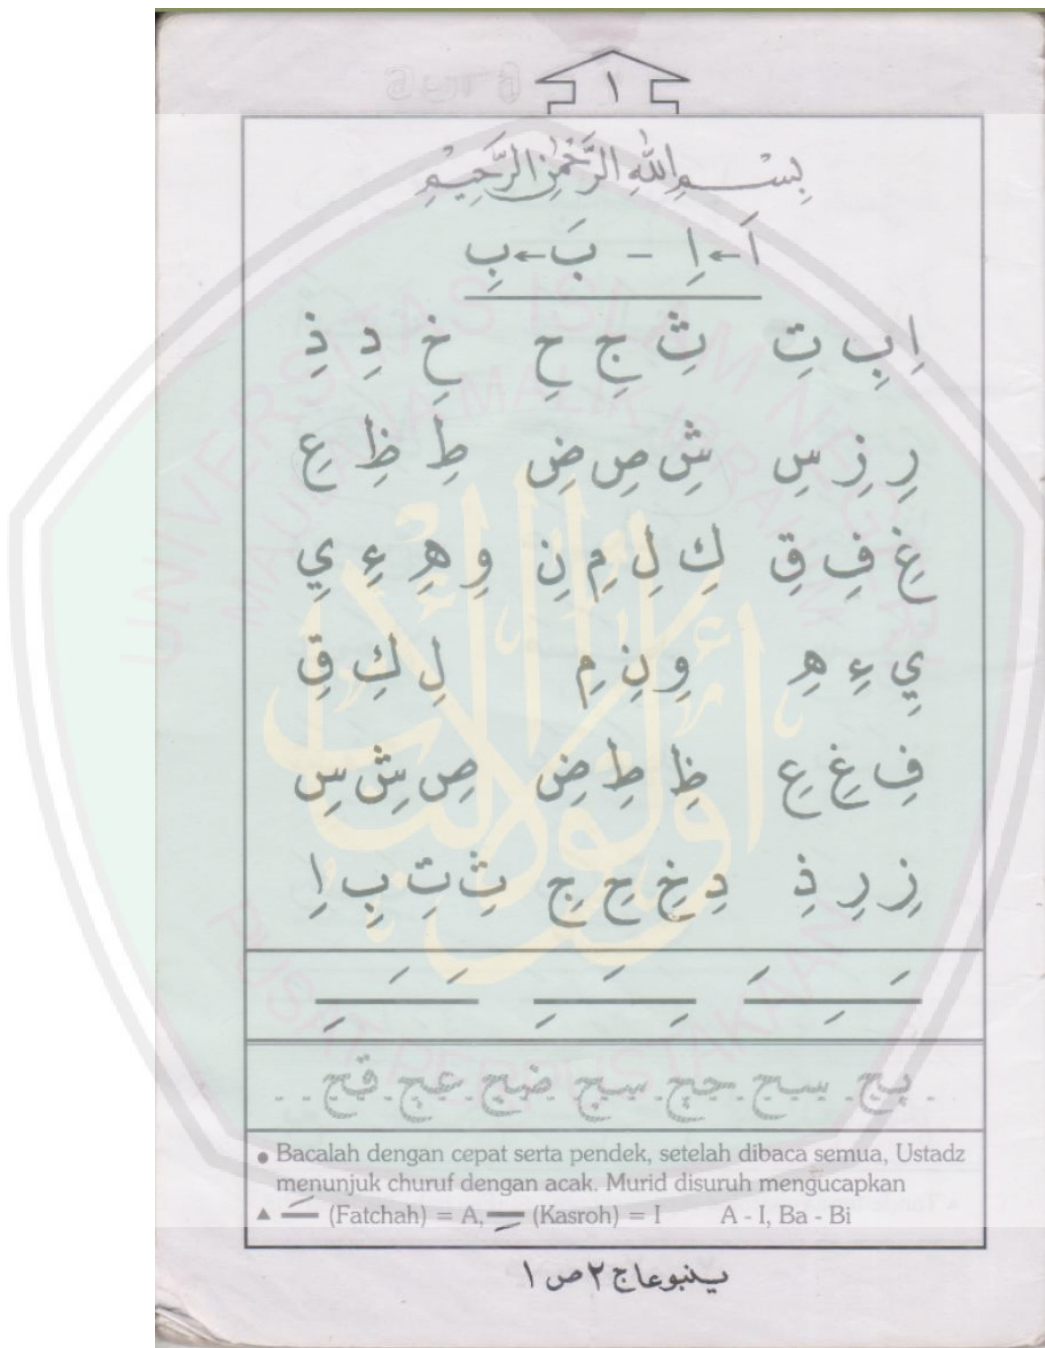 ١
بِسْمِ اللهِ الرَّحْمٰنِ الرَّحِيْمِ
اَ ← اِ – بَ ← بِ
اِ بِ تِ ثِ جِ حِ خِ دِ ذِ
رِ زِ سِ شِ صِ ضِ طِ ظِ عِ
غِ فِ قِ كِ لِ مِ نِ وِ هِ ءِ يِ
يِ ءِ هِ وِ نِ مِ لِ كِ قِ
فِ غِ عِ ظِ طِ ضِ صِ شِ سِ
زِ رِ ذِ دِ خِ حِ جِ ثِ تِ بِ اِ
• Bacalah dengan cepat serta pendek, setelah dibaca semua, Ustadz
menunjuk churuf dengan acak. Murid disuruh mengucapkan
▲ (Fatchah) = A, (Kasroh) = I A - I, Ba - Bi
ينبوعا ج ٢ ص ١